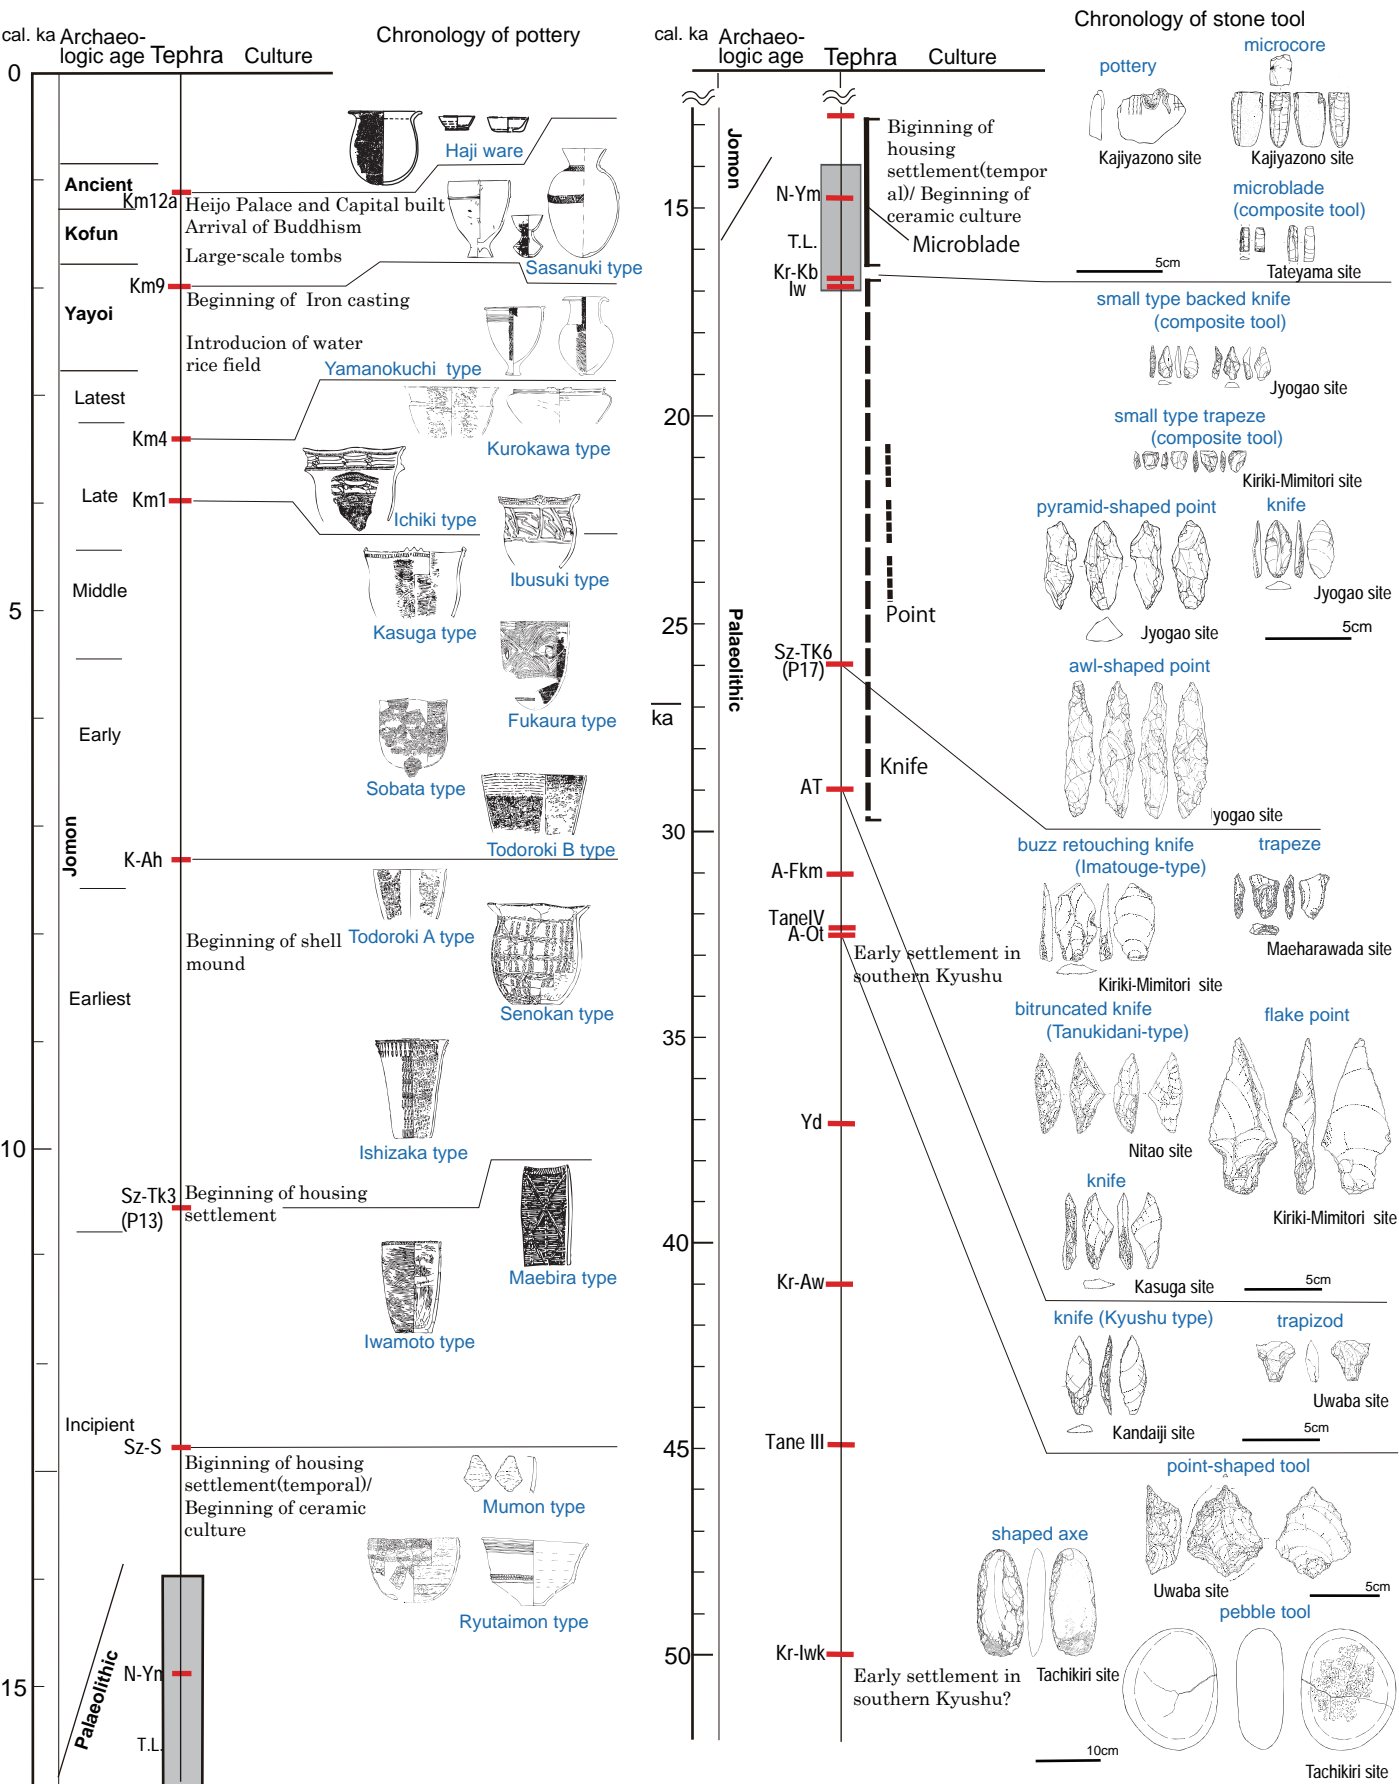 cal. ka
Archaeo-
logic age
Tephra
Culture
Chronology of pottery
0
Haji ware
Ancient
Km12a
Heijo Palace and Capital built
Arrival of Buddhism
Kofun
Large-scale tombs
Sasanuki type
Km9
Beginning of Iron casting
Yayoi
Introducion of water
rice field
Yamanokuchi type
Latest
Km4
Kurokawa type
Late
Km1
Ichiki type
Ibusuki type
Middle
5
Kasuga type
Fukaura type
Early
Sobata type
Todoroki B type
Jomon
K-Ah
Todoroki A type
Beginning of shell
mound
Earliest
Senokan type
10
Ishizaka type
Sz-Tk3
(P13)
Beginning of housing
settlement
Maebira type
Iwamoto type
Incipient
Sz-S
Biginning of housing
settlement(temporal)/
Beginning of ceramic
culture
Mumon type
Ryutaimon type
Palaeolithic
N-Ym
15
T.L.
cal. ka
Archaeo-
logic age
Tephra
Culture
Chronology of stone tool
Jomon
Biginning of
housing
settlement(tempor
al)/ Beginning of
ceramic culture
Microblade
N-Ym
15
T.L.
Kr-Kb
Iw
pottery
Kajiyazono site
microcore
Kajiyazono site
microblade
(composite tool)
5cm
Tateyama site
small type backed knife
(composite tool)
Jyogao site
20
small type trapeze
(composite tool)
Kiriki-Mimitori site
pyramid-shaped point
knife
Jyogao site
Jyogao site
5cm
Point
Palaeolithic
25
Sz-TK6
(P17)
ka
awl-shaped point
Jyogao site
Knife
AT
30
A-Fkm
TaneIV
A-Ot
Early settlement in
southern Kyushu
buzz retouching knife
(Imatouge-type)
trapeze
Maeharawada site
Kiriki-Mimitori site
bitruncated knife
(Tanukidani-type)
flake point
35
Yd
Nitao site
knife
Kiriki-Mimitori site
40
Kr-Aw
Kasuga site
5cm
knife (Kyushu type)
trapizod
Uwaba site
Kandaiji site
5cm
45
Tane III
point-shaped tool
shaped axe
Uwaba site
5cm
pebble tool
50
Kr-Iwk
Early settlement in
southern Kyushu?
Tachikiri site
10cm
Tachikiri site